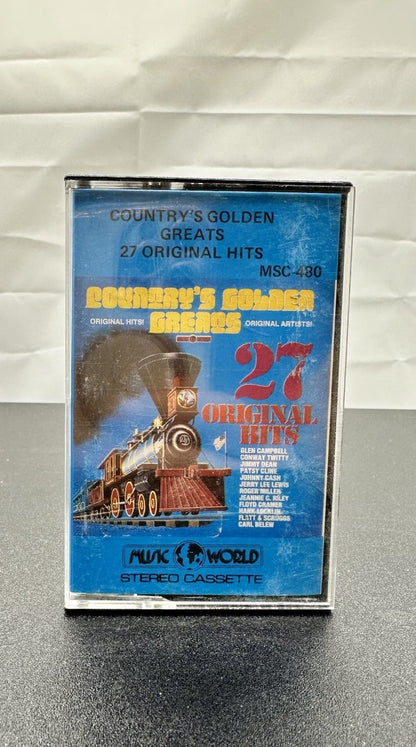 COUNTRY'S GOLDEN
GREATS
27 ORIGINAL HITS
MSC-480
COUNTRY'S GOLDEN
ORIGINAL HITS! GREATS ORIGINAL ARTISTS!
27
ORIGINAL
HITS
GLEN CAMPBELL
CONWAY TWITTY
JIMMY DEAN
PATSY CLINE
JOHNNY CASH
JERRY LEE LEWIS
ROGER MILLER
JEANNIE C. RILEY
FLOYD CRAMER
HANK LOCKLIN
FLATT & SCRUGGS
CARL BELEW
MUSIC WORLD
STEREO CASSETTE